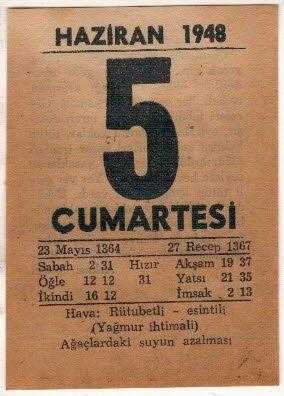 HAZİRAN 1948
5
CUMARTESİ
23 Mayıs 1364 27 Recep 1367
Sabah 2 31 Hızır Akşam 19 37
Öğle 12 12 31 Yatsı 21 35
İkindi 16 12 İmsak 2 13
Hava: Rütubetli - esintili
(Yağmur ihtimali)
Ağaçlardaki suyun azalması